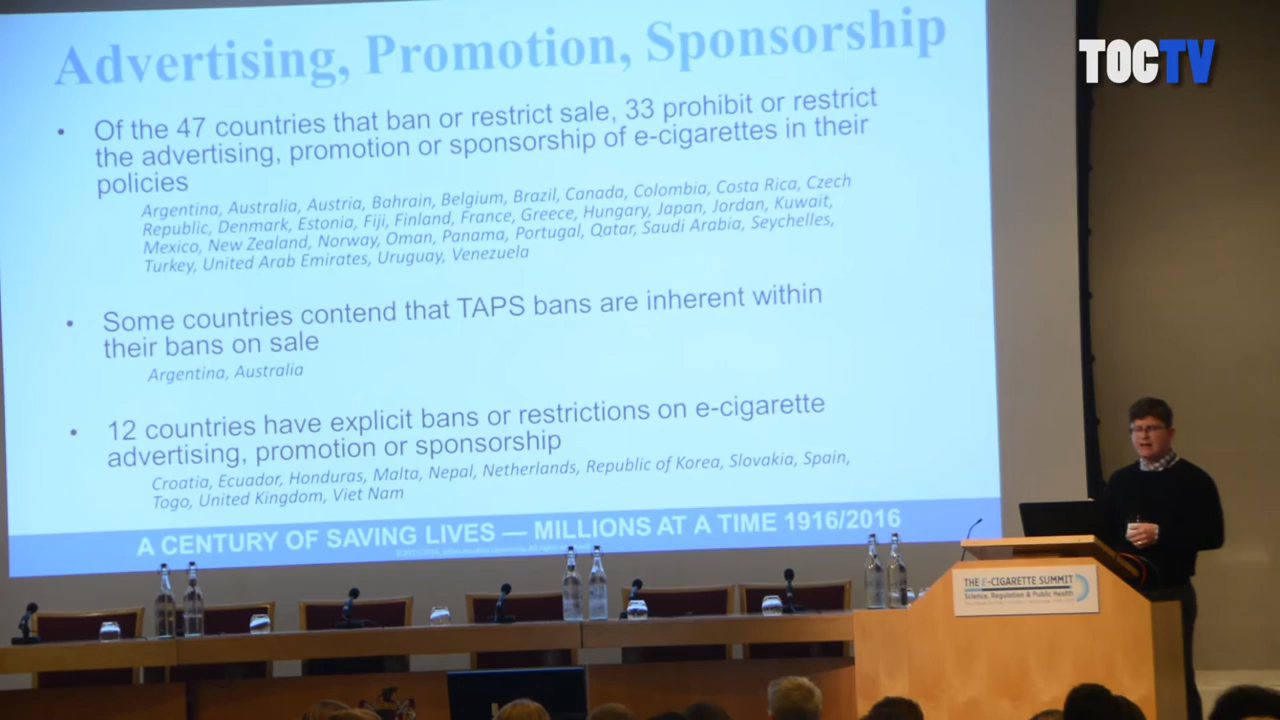 Advertising, Promotion, Sponsorship
TOCTV
• Of the 47 countries that ban or restrict sale, 33 prohibit or restrict
the advertising, promotion or sponsorship of e-cigarettes in their
policies
Argentina, Australia, Austria, Bahrain, Belgium, Brazil, Canada, Colombia, Costa Rica, Czech
Republic, Denmark, Estonia, Fiji, Finland, France, Greece, Hungary, Japan, Jordan, Kuwait,
Mexico, New Zealand, Norway, Oman, Panama, Portugal, Qatar, Saudi Arabia, Seychelles,
Turkey, United Arab Emirates, Uruguay, Venezuela
• Some countries contend that TAPS bans are inherent within
their bans on sale
Argentina, Australia
• 12 countries have explicit bans or restrictions on e-cigarette
advertising, promotion or sponsorship
Croatia, Ecuador, Honduras, Malta, Nepal, Netherlands, Republic of Korea, Slovakia, Spain,
Togo, United Kingdom, Viet Nam
A CENTURY OF SAVING LIVES — MILLIONS AT A TIME 1916/2016
THE E-CIGARETTE SUMMIT
Science, Regulation & Public Health